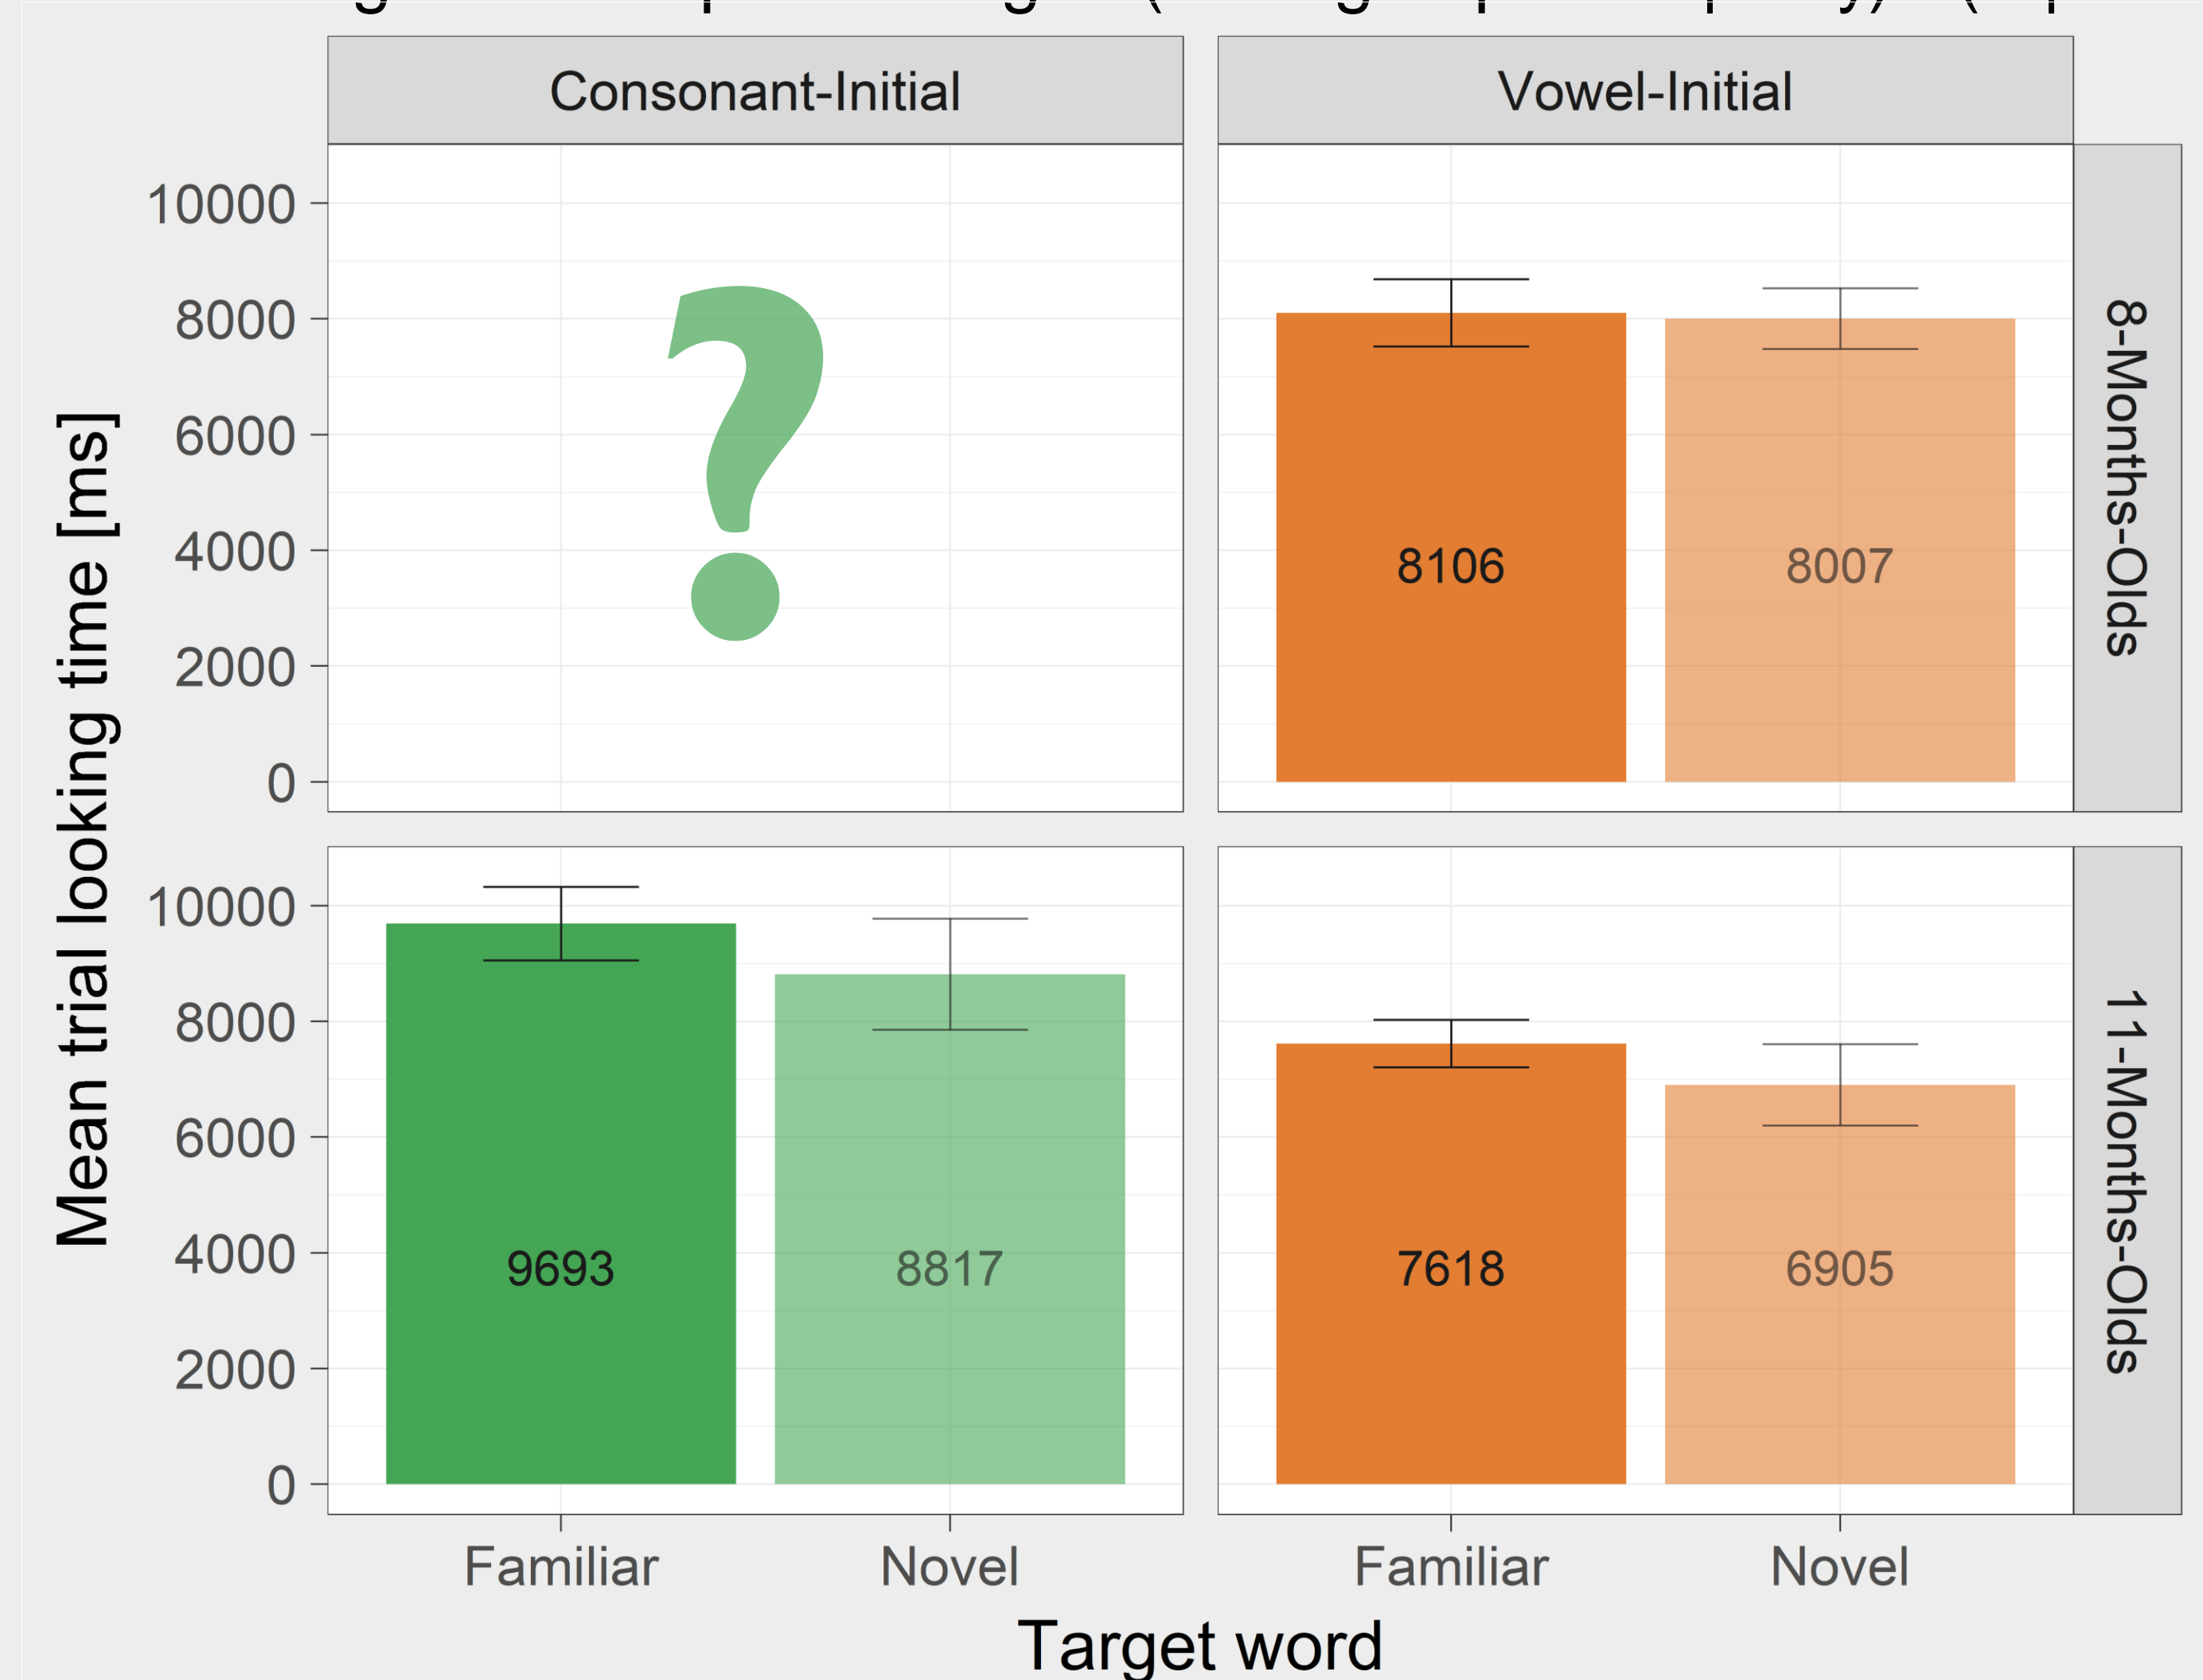 Consonant-Initial
Vowel-Initial
Mean trial looking time [ms]
10000
8000
6000
4000
2000
0
?
8106
8007
8-Months-Olds
10000
8000
6000
4000
2000
0
9693
8817
7618
6905
11-Months-Olds
Familiar
Novel
Familiar
Novel
Target word